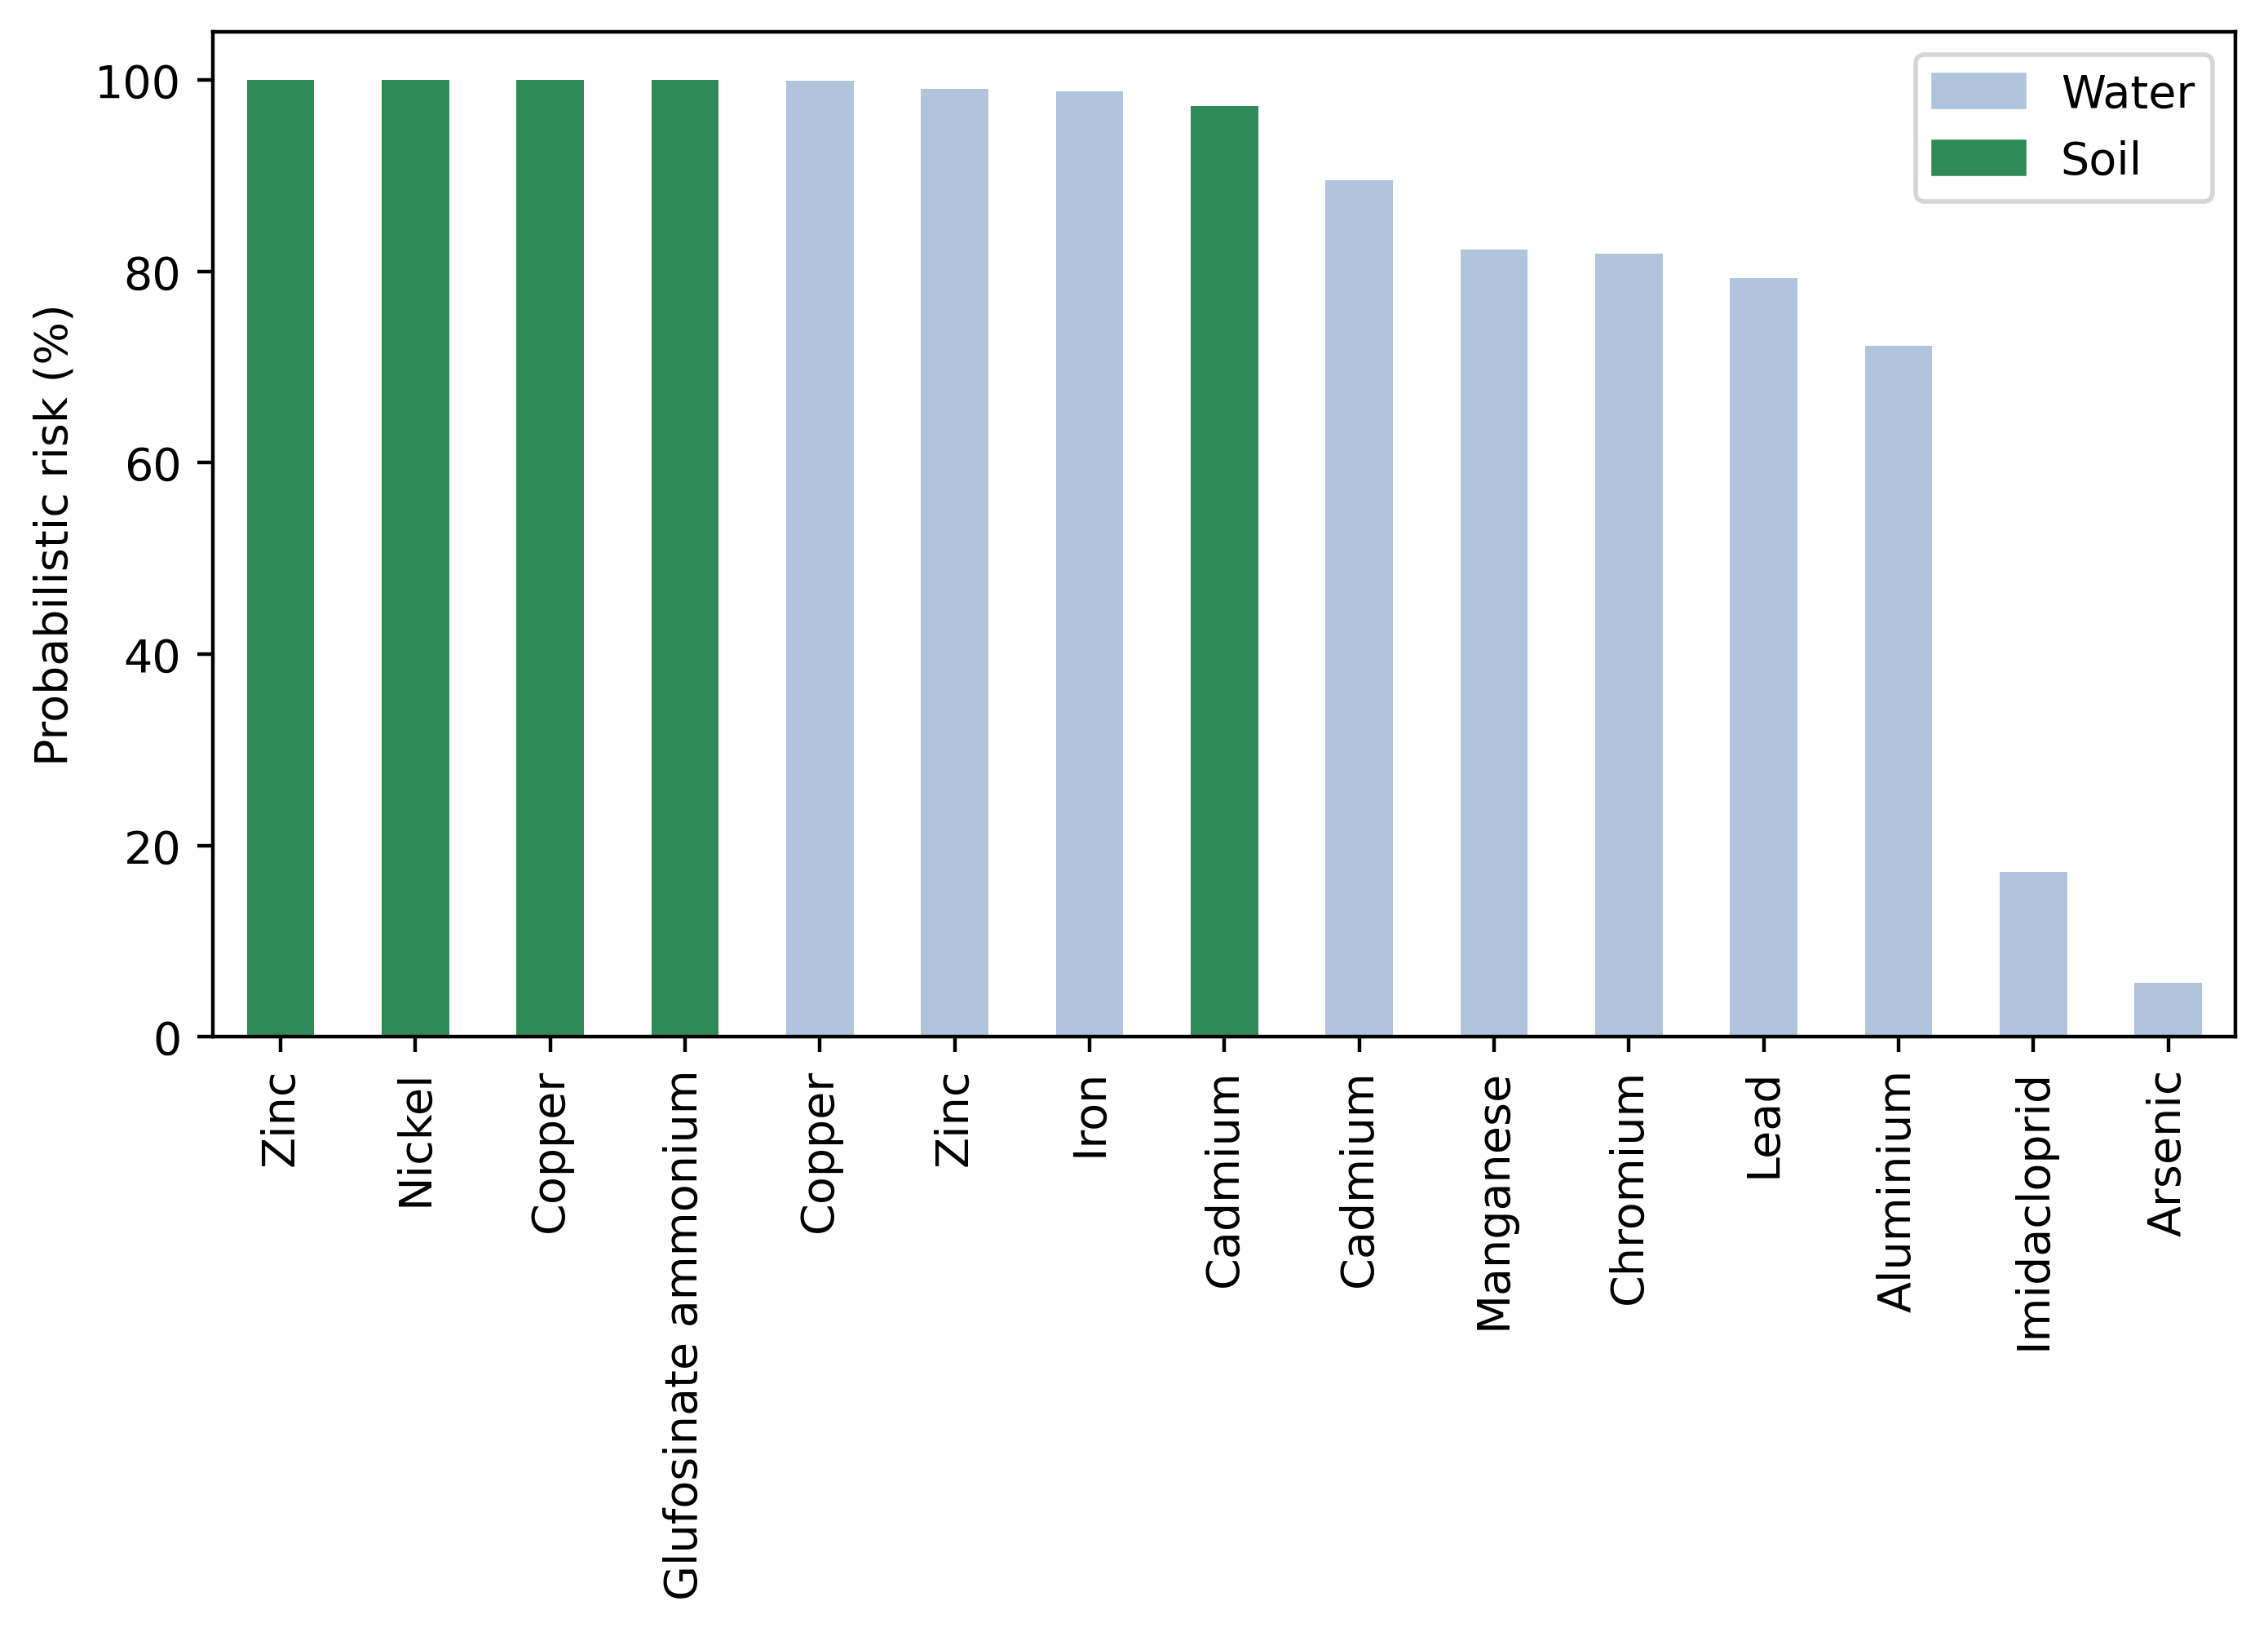 Probabilistic risk (%)
100
80
60
40
20
0
Water
Soil
Zinc
Nickel
Copper
Glufosinate ammonium
Copper
Zinc
Iron
Cadmium
Cadmium
Manganese
Chromium
Lead
Aluminium
Imidacloprid
Arsenic